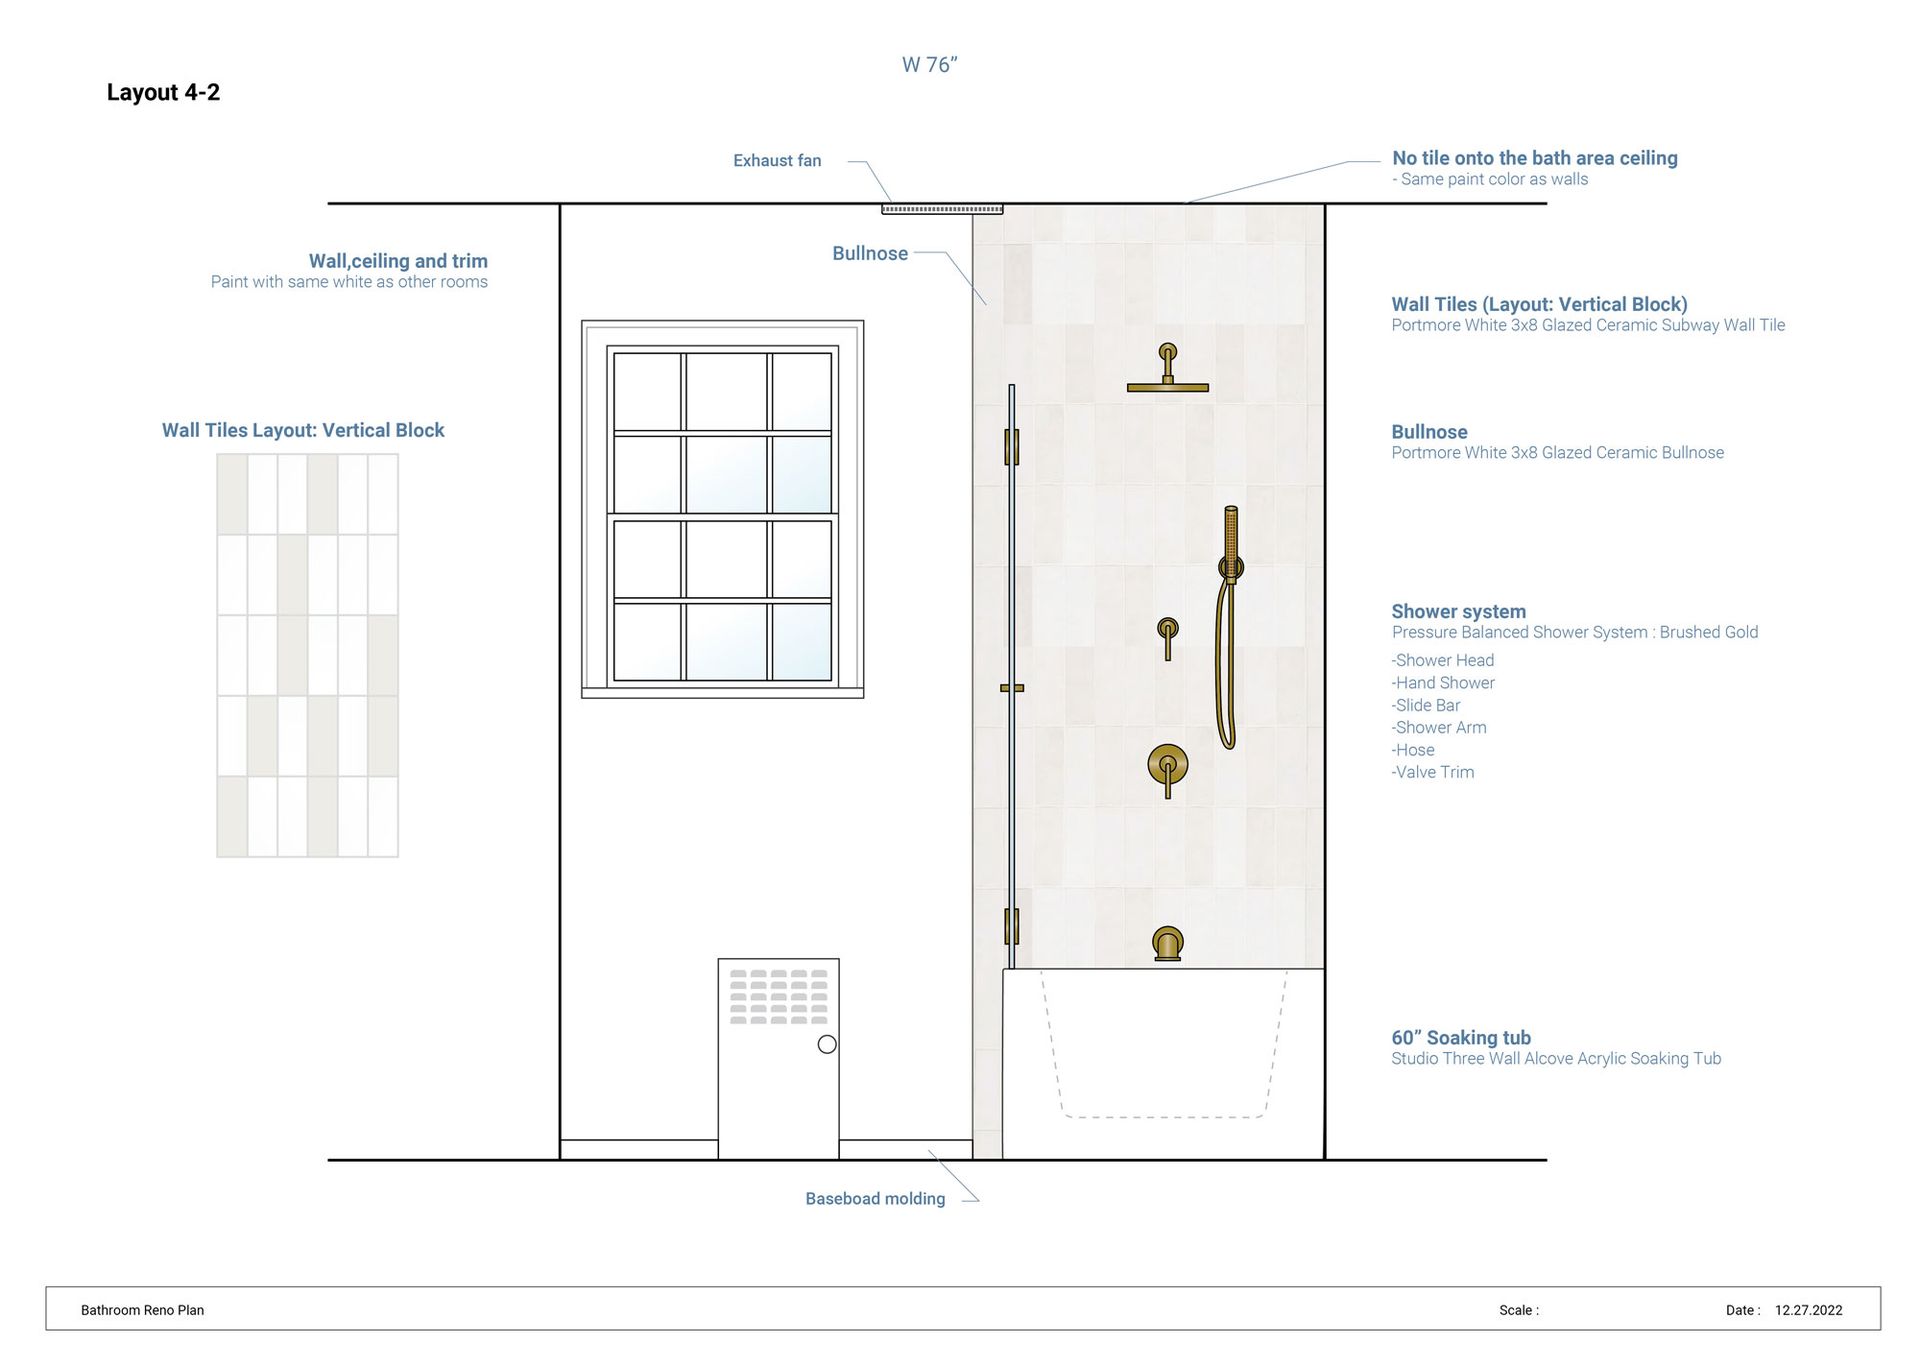 W 76”
Layout 4-2
Exhaust fan
No tile onto the bath area ceiling
- Same paint color as walls
Bullnose
Wall,ceiling and trim
Paint with same white as other rooms
Wall Tiles (Layout: Vertical Block)
Portmore White 3x8 Glazed Ceramic Subway Wall Tile
Wall Tiles Layout: Vertical Block
Bullnose
Portmore White 3x8 Glazed Ceramic Bullnose
Shower system
Pressure Balanced Shower System : Brushed Gold
-Shower Head
-Hand Shower
-Slide Bar
-Shower Arm
-Hose
-Valve Trim
60” Soaking tub
Studio Three Wall Alcove Acrylic Soaking Tub
Baseboad molding
Bathroom Reno Plan
Scale :
Date : 12.27.2022